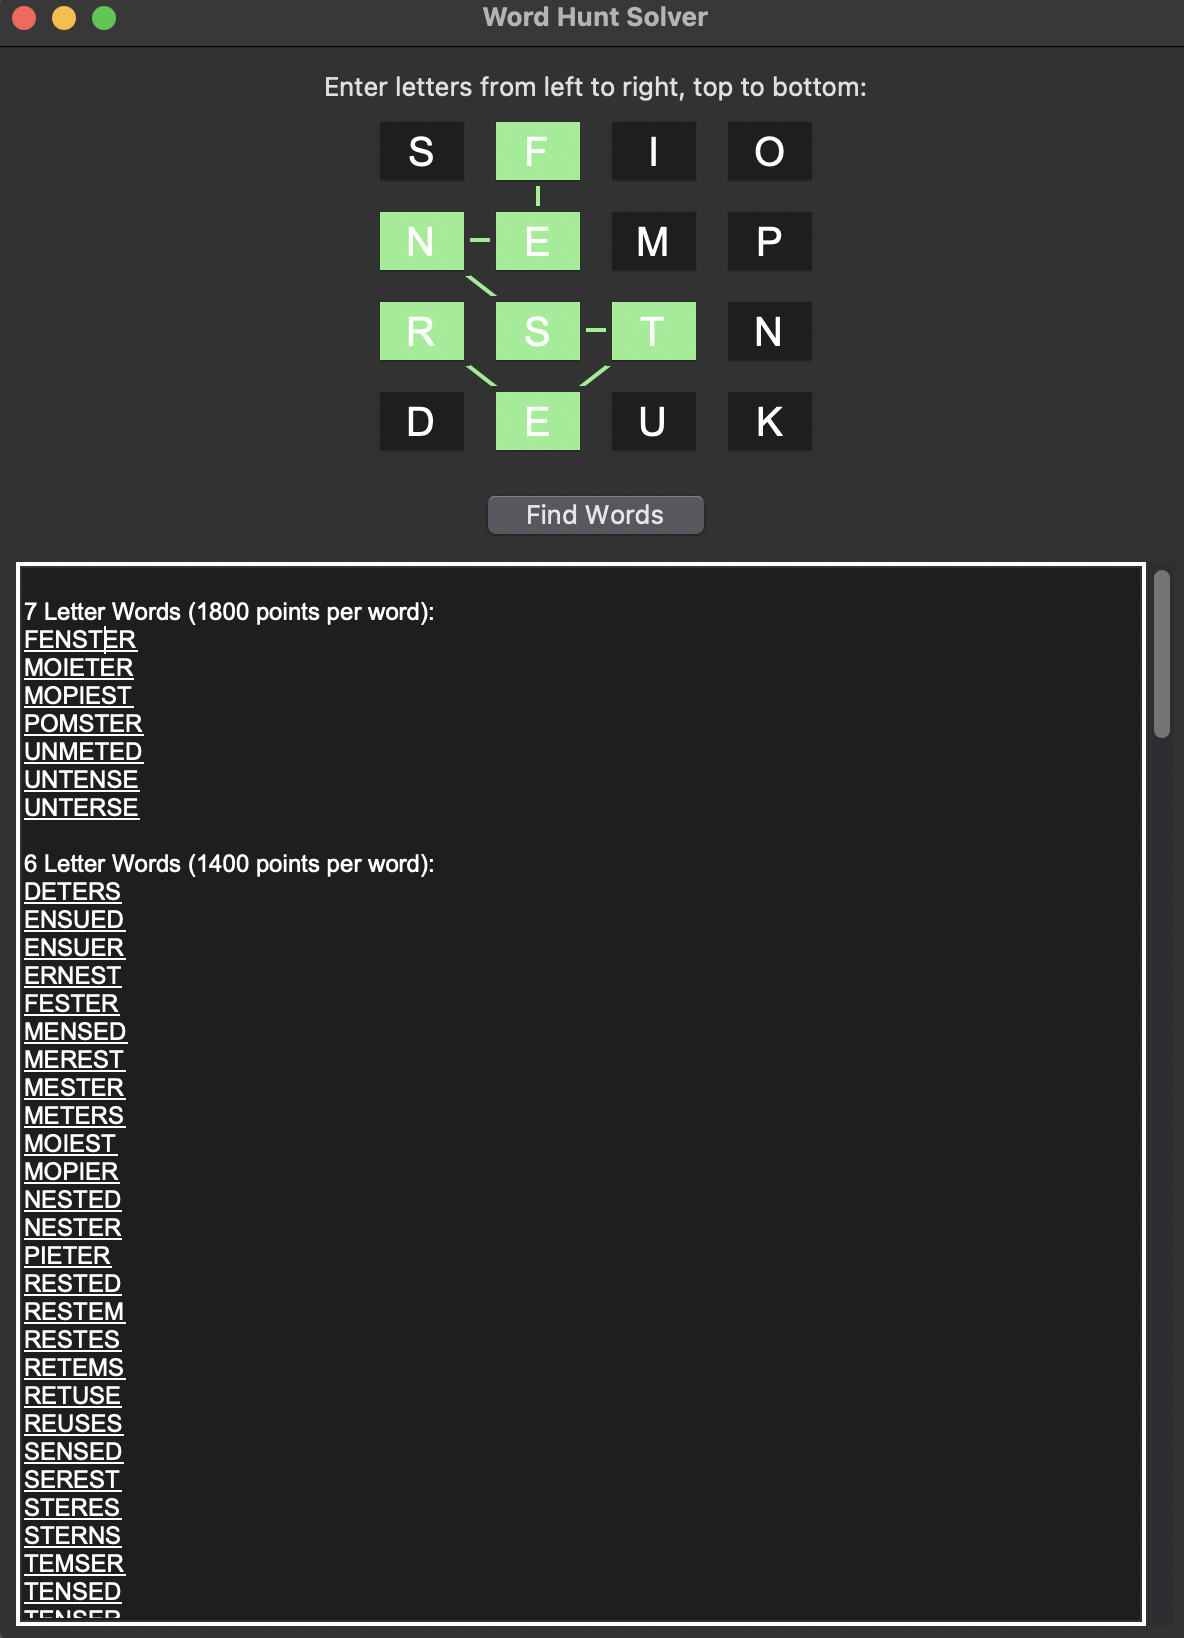 Word Hunt Solver
Enter letters from left to right, top to bottom:
S F I O
N E M P
R S T N
D E U K
Find Words
7 Letter Words (1800 points per word):
FENSTER
MOIETER
MOPIEST
POMSTER
UNMETED
UNTENSE
UNTERSE
6 Letter Words (1400 points per word):
DETERS
ENSUED
ENSUER
ERNEST
FESTER
MENSED
MEREST
MESTER
METERS
MOIEST
MOPIER
NESTED
NESTER
PIETER
RESTED
RESTEM
RESTES
RETEMS
RETUSE
REUSES
SENSED
SEREST
STERES
STERNS
TEMSER
TENSED
TENSER